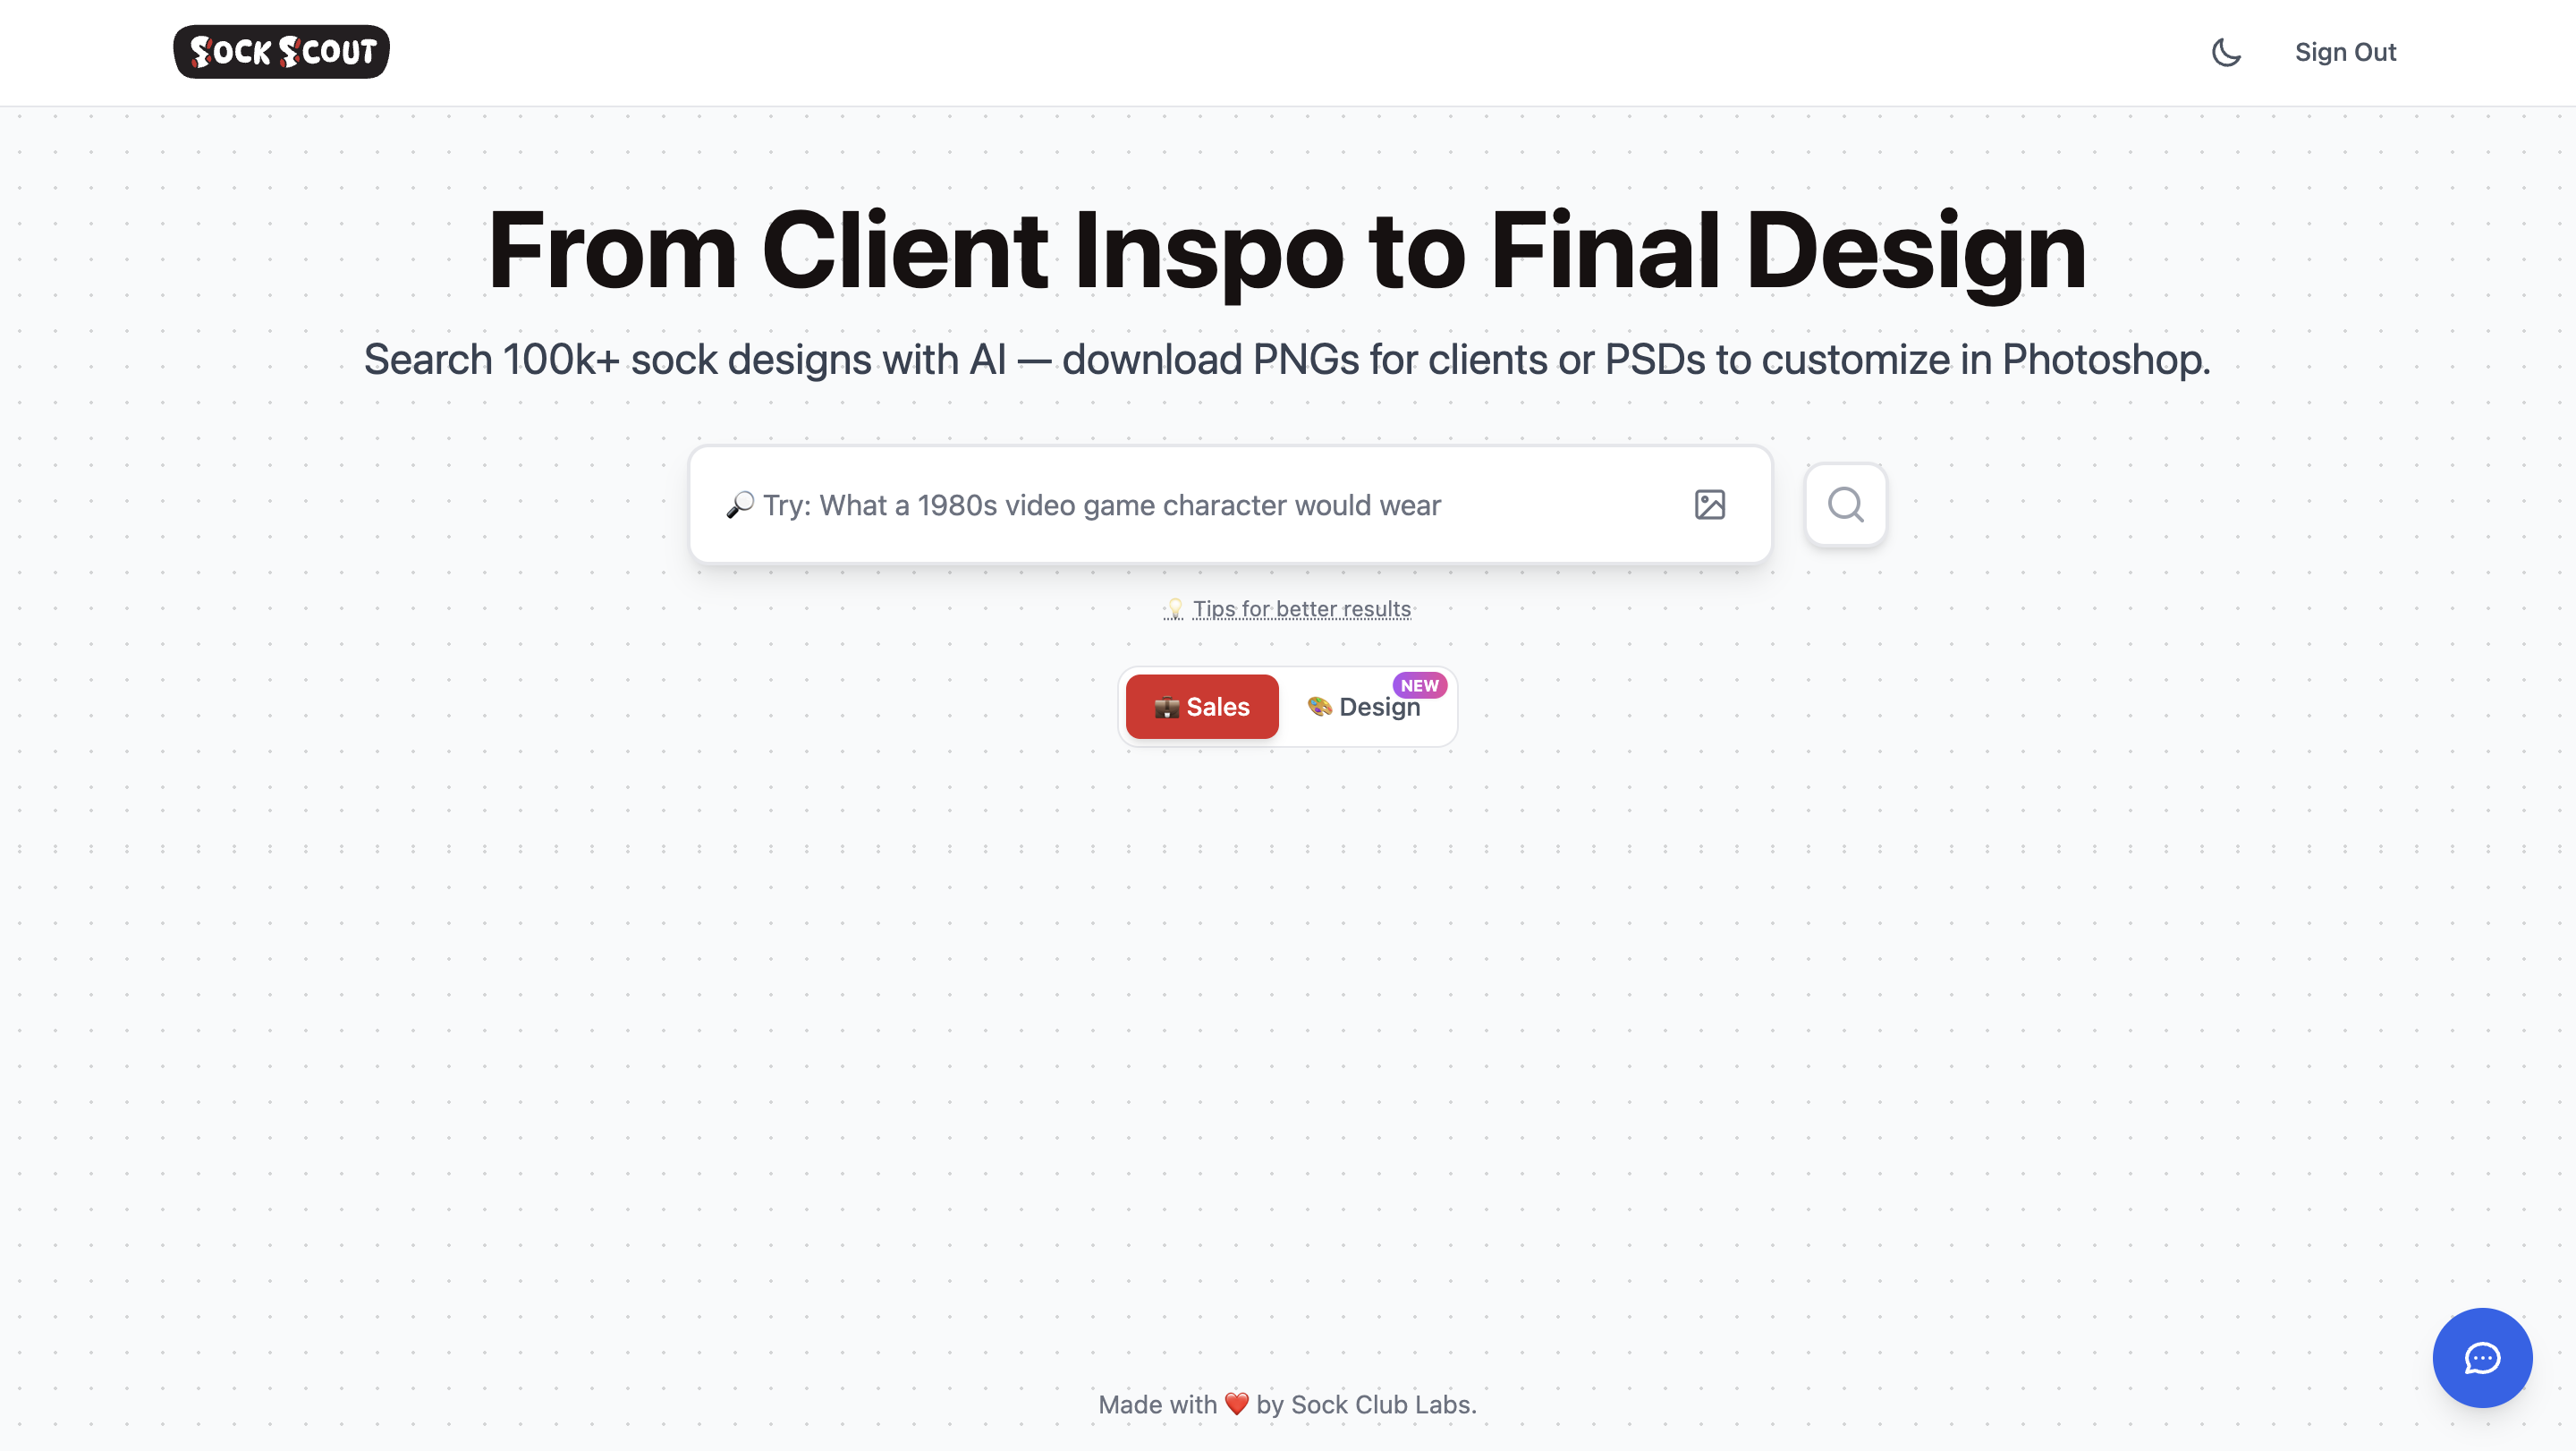 SOCK SCOUT
Sign Out
From Client Inspo to Final Design
Search 100k+ sock designs with AI — download PNGs for clients or PSDs to customize in Photoshop.
🔎 Try: What a 1980s video game character would wear
💡 Tips for better results
💼 Sales
🎨 Design
NEW
Made with ❤️ by Sock Club Labs.